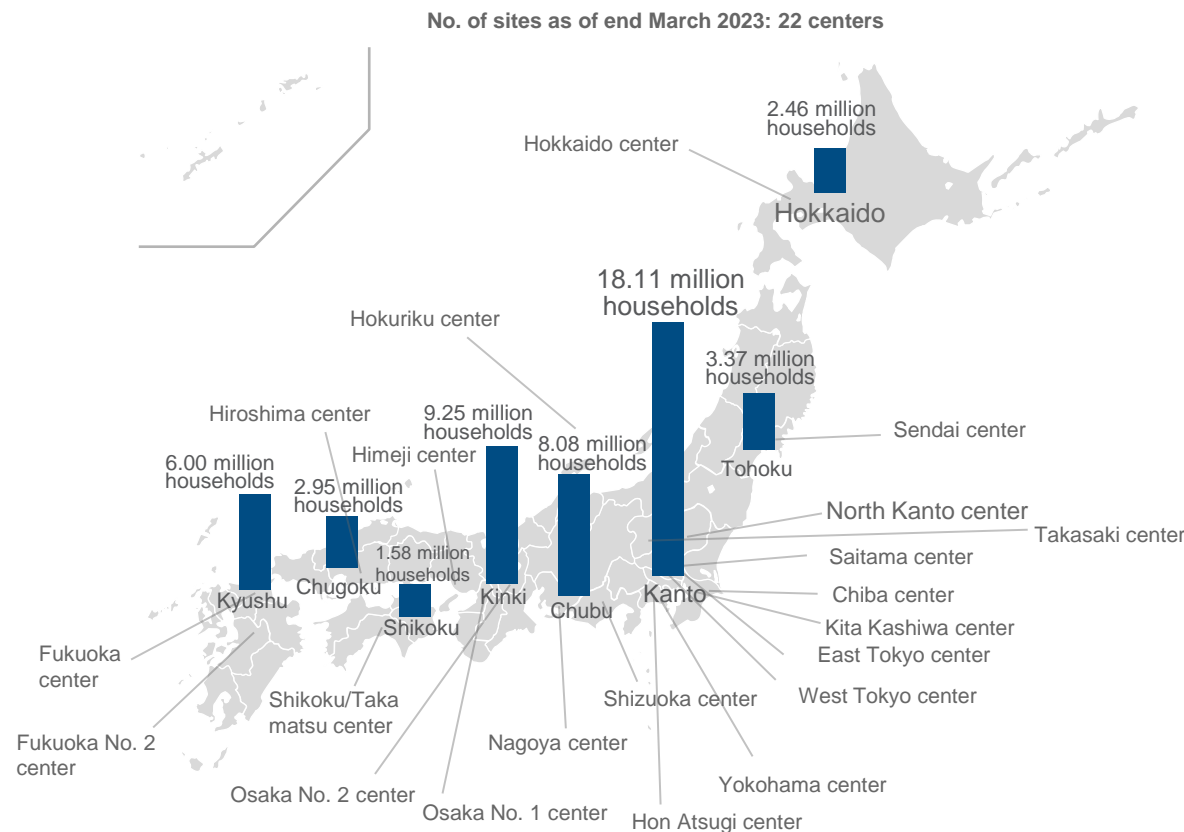 No. of sites as of end March 2023: 22 centers
2.46 million
households
Hokkaido center
Hokkaido
18.11 million
households
Hokuriku center
3.37 million
households
Hiroshima center
9.25 million
households
Sendai center
Himeji center
8.08 million
households
Tohoku
6.00 million
households
2.95 million
households
North Kanto center
Takasaki center
1.58 million
households
Saitama center
Chugoku
Kinki
Kanto
Chiba center
Kyushu
Chubu
Shikoku
Kita Kashiwa center
East Tokyo center
Fukuoka
center
Shikoku/Taka
matsu center
Shizuoka center
West Tokyo center
Fukuoka No. 2
center
Nagoya center
Yokohama center
Osaka No. 2 center
Osaka No. 1 center
Hon Atsugi center